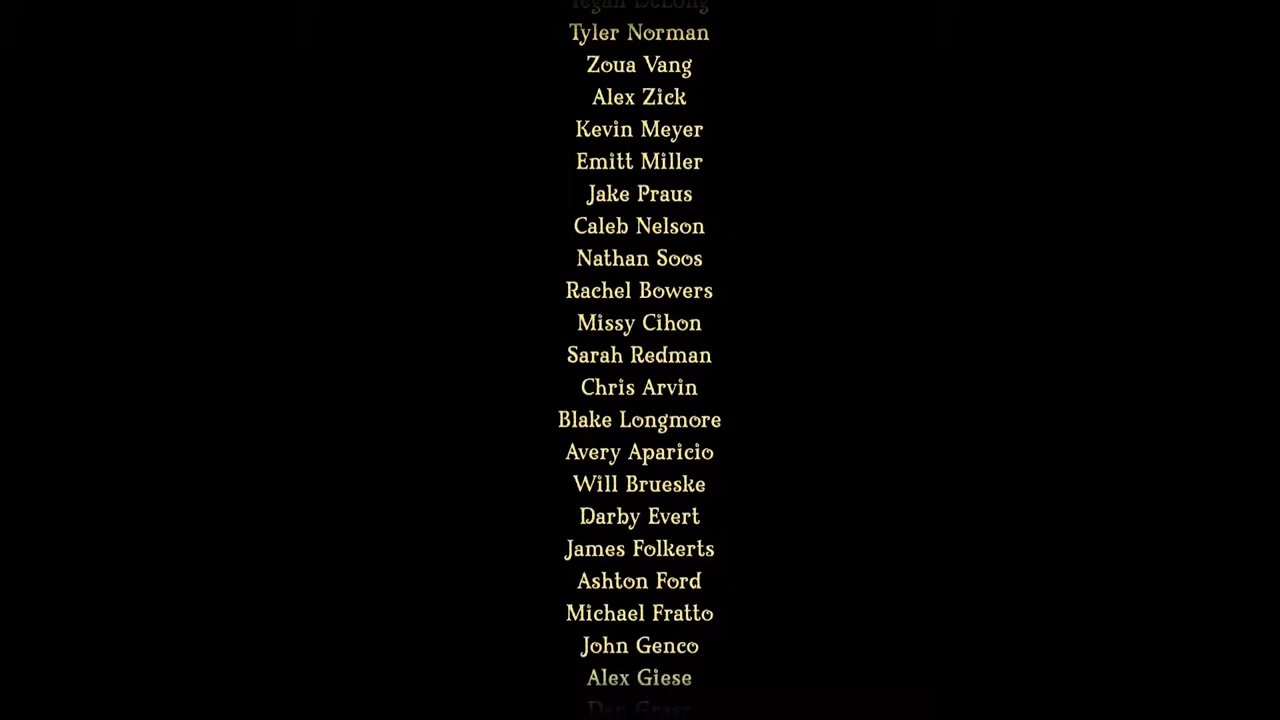 Tyler Norman
Zoua Vang
Alex Zick
Kevin Meyer
Emitt Miller
Jake Praus
Caleb Nelson
Nathan Soos
Rachel Bowers
Missy Cihon
Sarah Redman
Chris Arvin
Blake Longmore
Avery Aparicio
Will Brueske
Darby Evert
James Folkerts
Ashton Ford
Michael Fratto
John Genco
Alex Giese